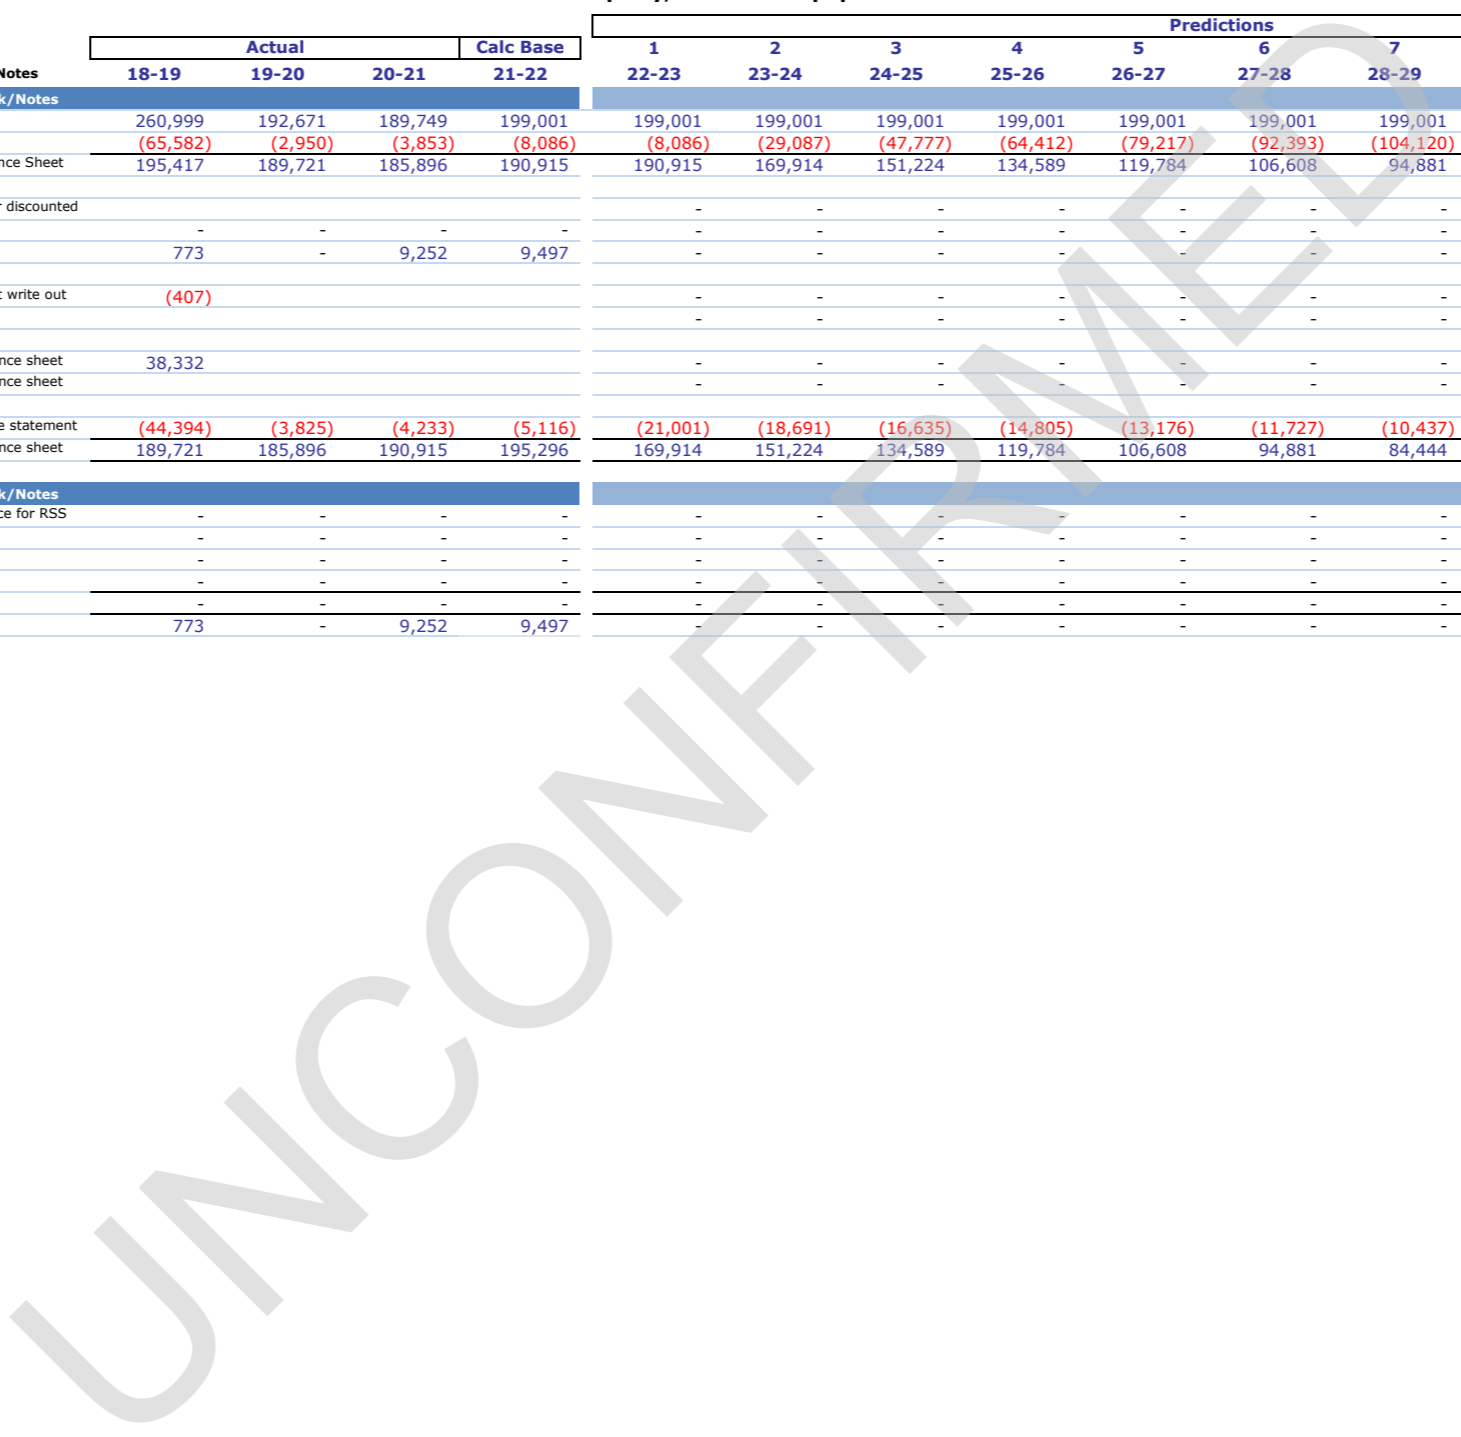 Predictions
Actual Calc Base 1 2 3 4 5 6 7
Notes 18-19 19-20 20-21 21-22 22-23 23-24 24-25 25-26 26-27 27-28 28-29
k/Notes
260,999 192,671 189,749 199,001 199,001 199,001 199,001 199,001 199,001 199,001 199,001
(65,582) (2,950) (3,853) (8,086) (8,086) (29,087) (47,777) (64,412) (79,217) (92,393) (104,120)
nce Sheet 195,417 189,721 185,896 190,915 190,915 169,914 151,224 134,589 119,784 106,608 94,881
r discounted - - - - - - -
- - - - - - - - - - -
773 - 9,252 9,497 - - - - - - -
t write out (407) - - - - - - -
- - - - - - -
nce sheet 38,332 - - - - - - -
nce sheet - - - - - - -
e statement (44,394) (3,825) (4,233) (5,116) (21,001) (18,691) (16,635) (14,805) (13,176) (11,727) (10,437)
nce sheet 189,721 185,896 190,915 195,296 169,914 151,224 134,589 119,784 106,608 94,881 84,444
k/Notes
ce for RSS - - - - - - - - - - -
- - - - - - - - - - -
- - - - - - - - - - -
- - - - - - - - - - -
- - - - - - - - - - -
773 - 9,252 9,497 - - - - - - -
UNCONFIRMED